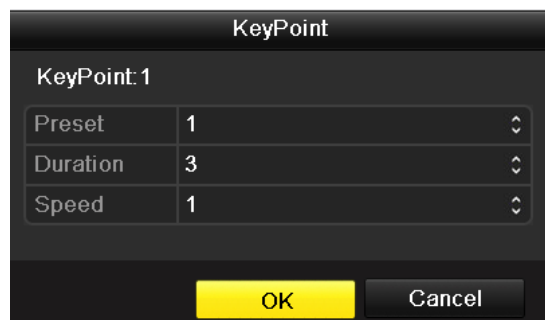 KeyPoint
KeyPoint:1
Preset 1
Duration 3
Speed 1
OK Cancel